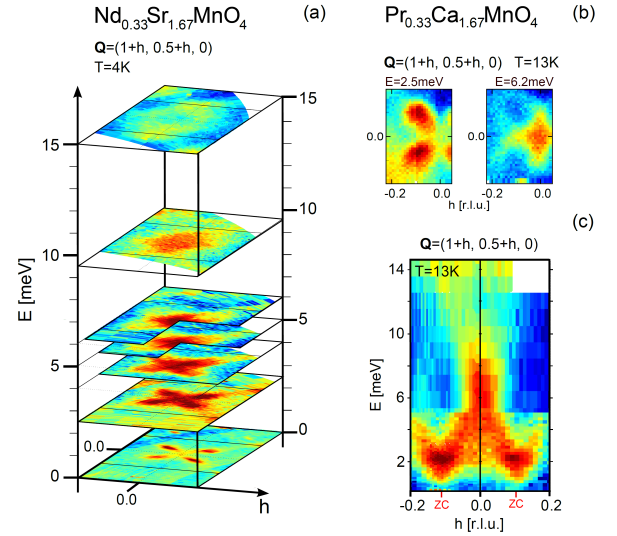 Nd0.33Sr1.67MnO4
(a)
Q=(1+h, 0.5+h, 0)
T=4K
15
10
5
0
E [meV]
15
10
5
0
0.0
0.0
h
Pr0.33Ca1.67MnO4
(b)
Q=(1+h, 0.5+h, 0) T=13K
E=2.5meV
E=6.2meV
0.0
0.0
-0.2 0.0
-0.2 0.0
h [r.l.u.]
(c)
Q=(1+h, 0.5+h, 0)
T=13K
14
10
6
2
E [meV]
-0.2 0.0 0.2
ZC ZC
h [r.l.u.]